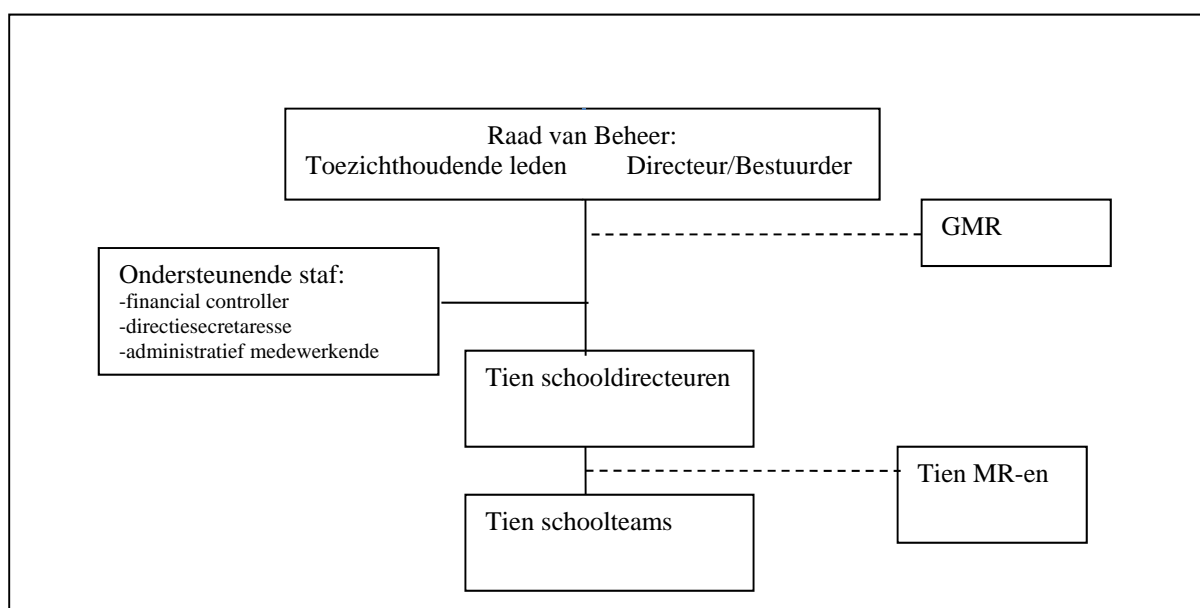 Raad van Beheer:
Toezichthoudende leden Directeur/Bestuurder
GMR
Ondersteunende staf:
-financial controller
-directiesecretaresse
-administratief medewerkende
Tien schooldirecteuren
Tien MR-en
Tien schoolteams